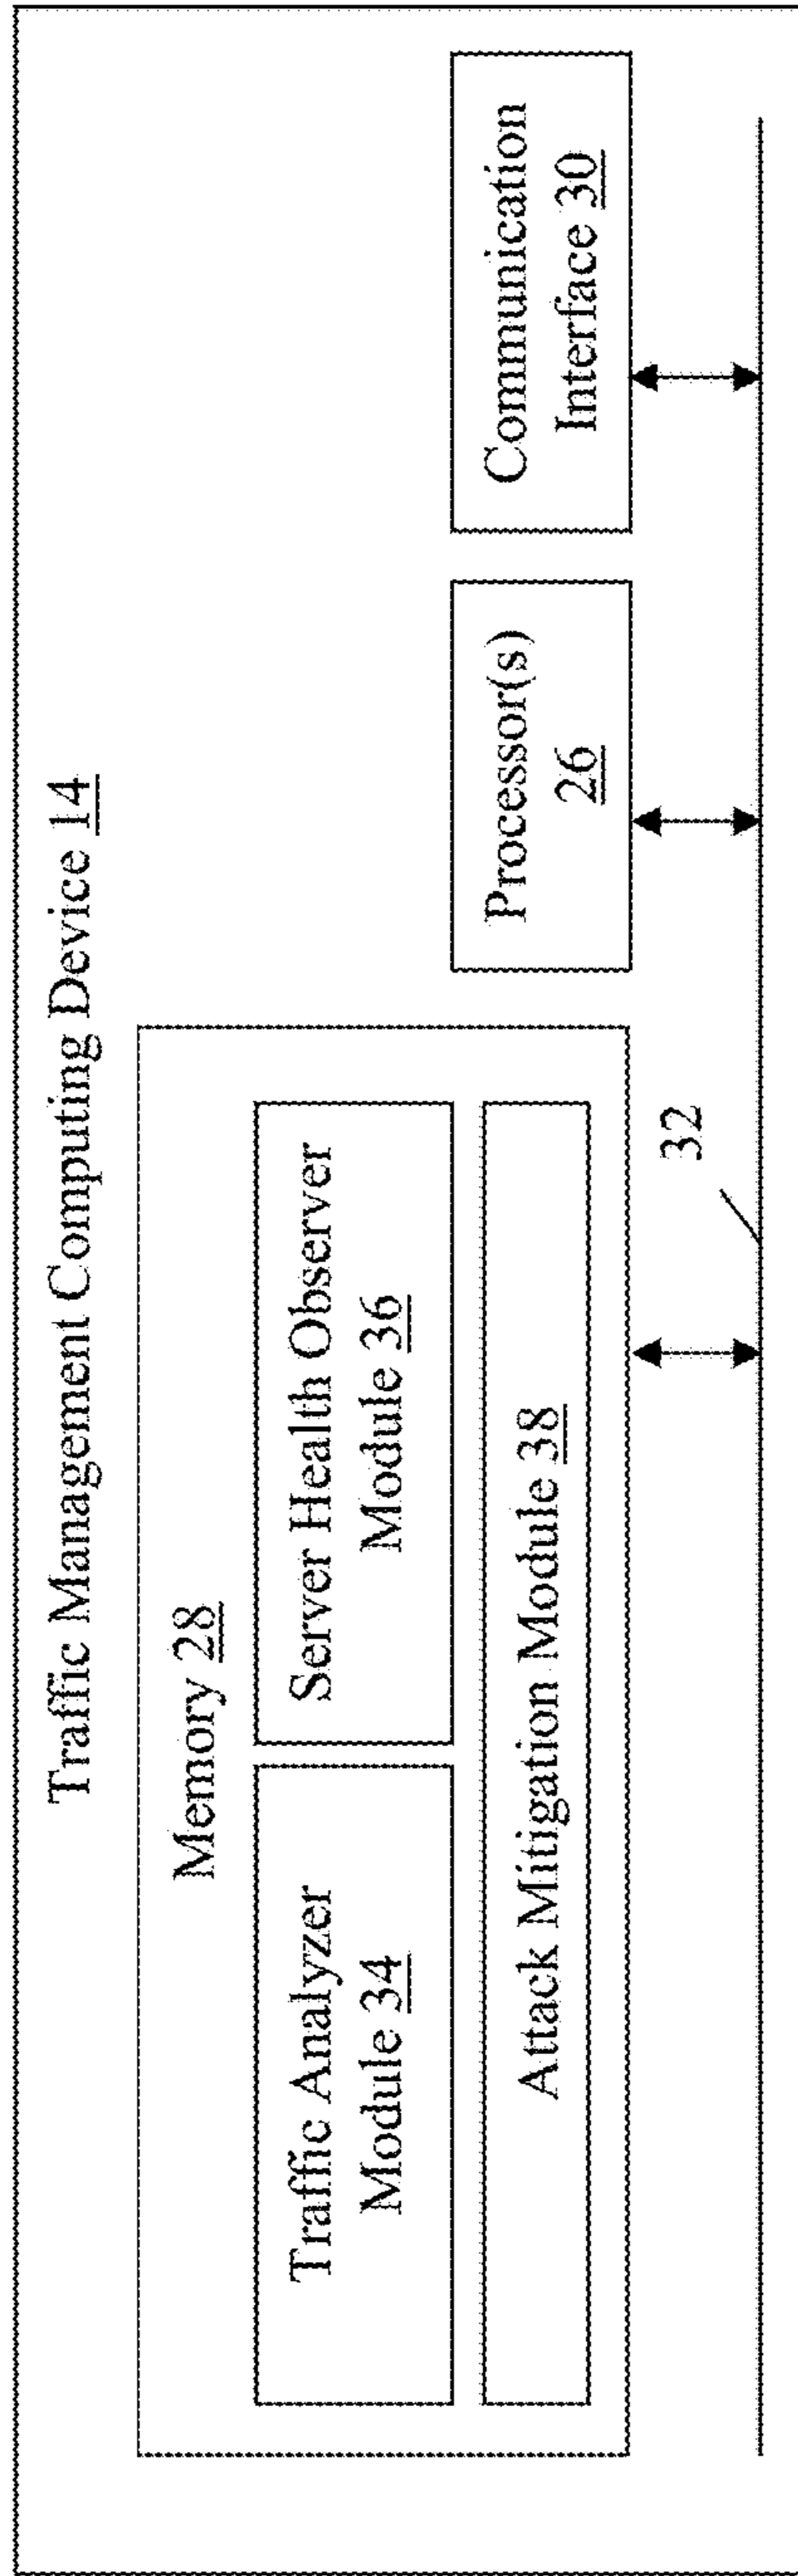 Traffic Management Computing Device 14
Memory 28
Traffic Analyzer
Module 34
Server Health Observer
Module 36
Attack Mitigation Module 38
Processor(s)
26
Communication
Interface 30
32